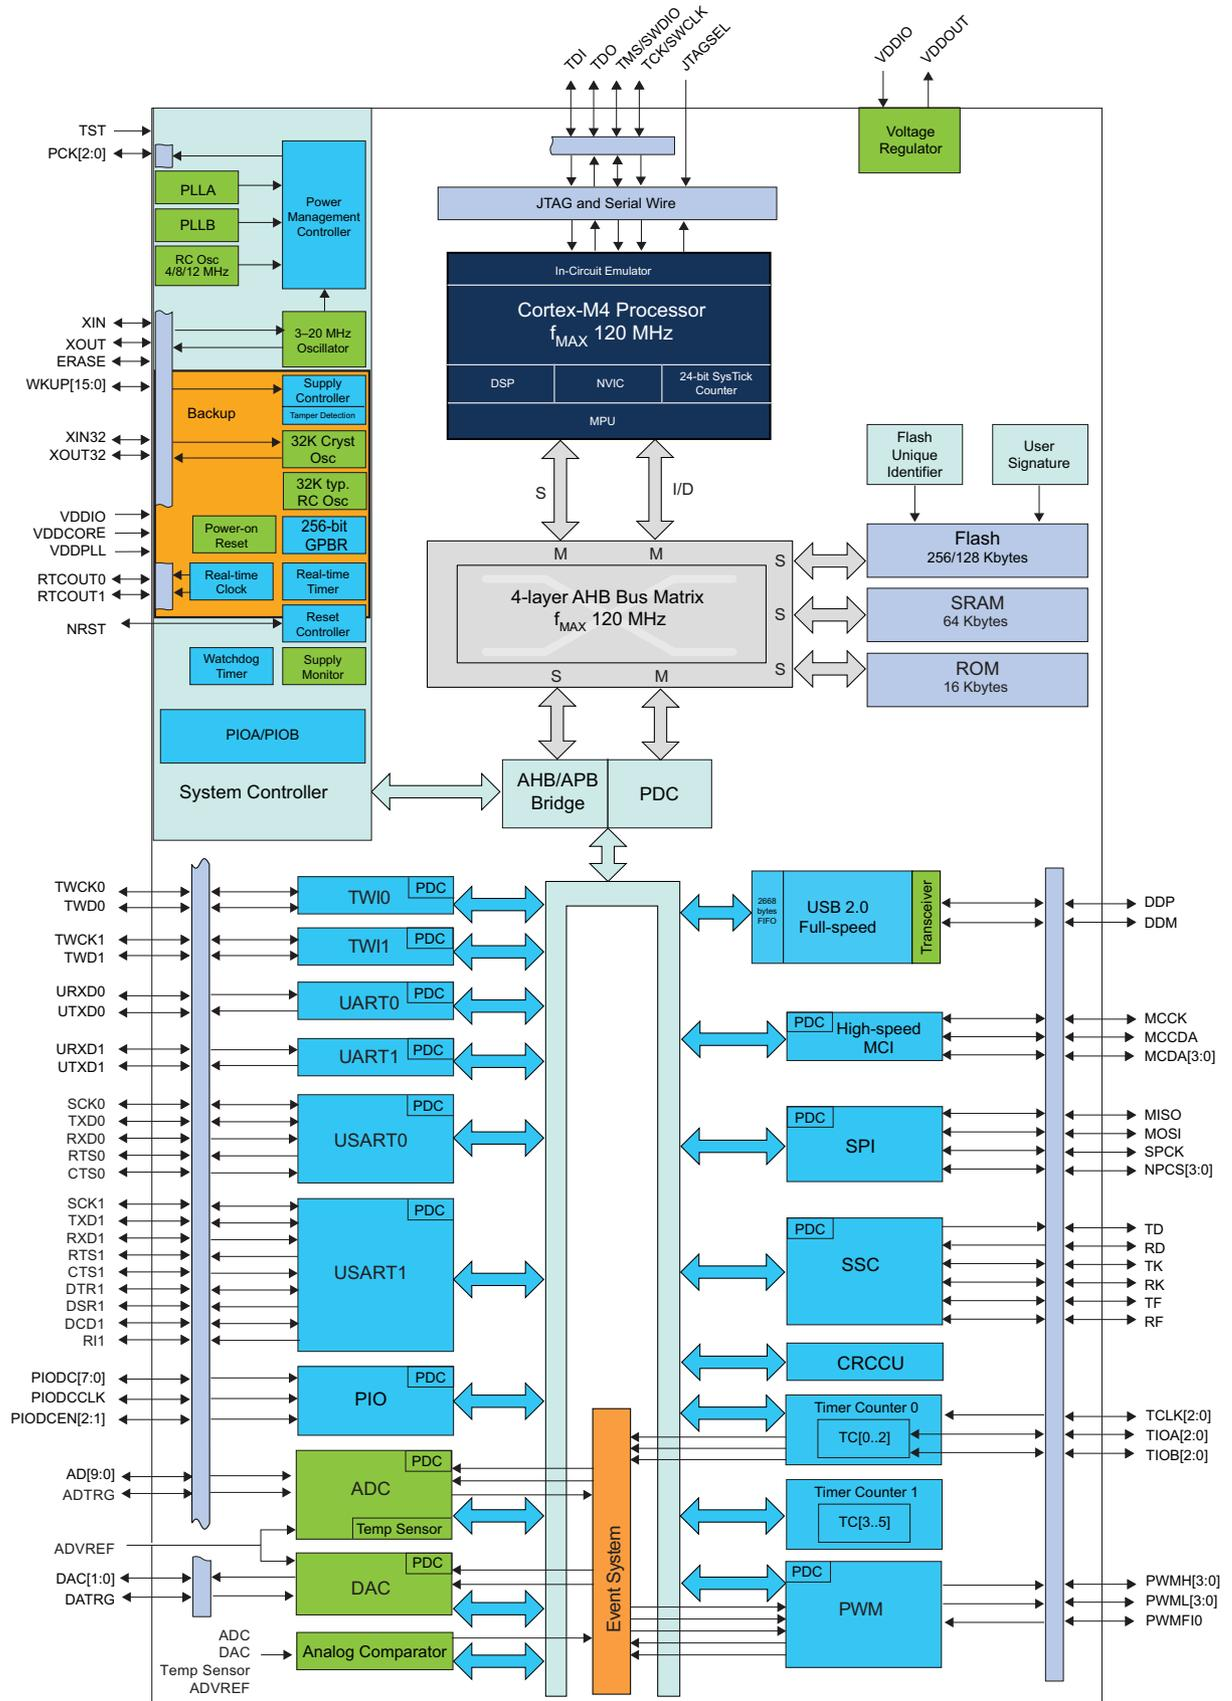 TDI
TDO
TMS/SWDIO
TCK/SWCLK
JTAGSEL
VDDIO
VDDOUT
TST
PCK[2:0]
PLLA
PLLB
RC Osc
4/8/12 MHz
Power
Management
Controller
Voltage
Regulator
JTAG and Serial Wire
In-Circuit Emulator
Cortex-M4 Processor
fMAX 120 MHz
DSP
NVIC
24-bit SysTick
Counter
MPU
XIN
XOUT
ERASE
WKUP[15:0]
XIN32
XOUT32
VDDIO
VDDCORE
VDDPLL
RTCOUT0
RTCOUT1
NRST
3–20 MHz
Oscillator
Backup
Supply
Controller
Tamper Detection
32K Cryst
Osc
32K typ.
RC Osc
Power-on
Reset
256-bit
GPBR
Real-time
Clock
Real-time
Timer
Reset
Controller
Watchdog
Timer
Supply
Monitor
PIOA/PIOB
System Controller
Flash
Unique
Identifier
User
Signature
S
I/D
M
M
4-layer AHB Bus Matrix
fMAX 120 MHz
S
S
S
S
M
Flash
256/128 Kbytes
SRAM
64 Kbytes
ROM
16 Kbytes
AHB/APB
Bridge
PDC
TWCK0
TWD0
TWI0
PDC
TWCK1
TWD1
TWI1
PDC
URXD0
UTXD0
UART0
PDC
URXD1
UTXD1
UART1
PDC
SCK0
TXD0
RXD0
RTS0
CTS0
USART0
PDC
SCK1
TXD1
RXD1
RTS1
CTS1
DTR1
DSR1
DCD1
RI1
USART1
PDC
PIODC[7:0]
PIODCCLK
PIODCEN[2:1]
PIO
PDC
AD[9:0]
ADTRG
ADC
PDC
Temp Sensor
ADVREF
DAC[1:0]
DATRG
DAC
PDC
ADC
DAC
Temp Sensor
ADVREF
Analog Comparator
Event System
2668
bytes
FIFO
USB 2.0
Full-speed
Transceiver
DDP
DDM
PDC
High-speed
MCI
MCCK
MCCDA
MCDA[3:0]
PDC
SPI
MISO
MOSI
SPCK
NPCS[3:0]
PDC
SSC
TD
RD
TK
RK
TF
RF
CRCCU
Timer Counter 0
TC[0..2]
TCLK[2:0]
TIOA[2:0]
TIOB[2:0]
Timer Counter 1
TC[3..5]
PDC
PWM
PWMH[3:0]
PWML[3:0]
PWMFI0